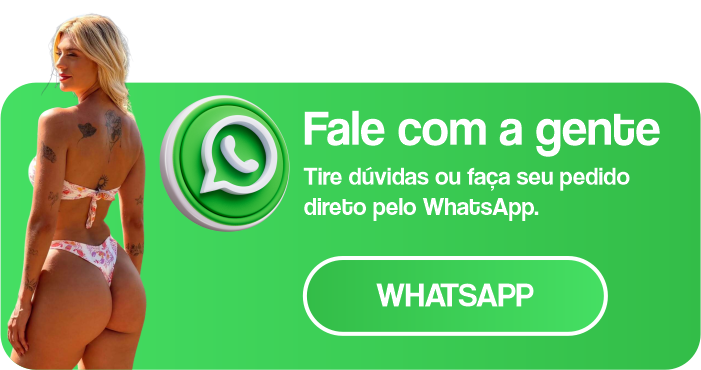 Fale com a gente
Tire dúvidas ou faça seu pedido
direto pelo WhatsApp.
WHATSAPP